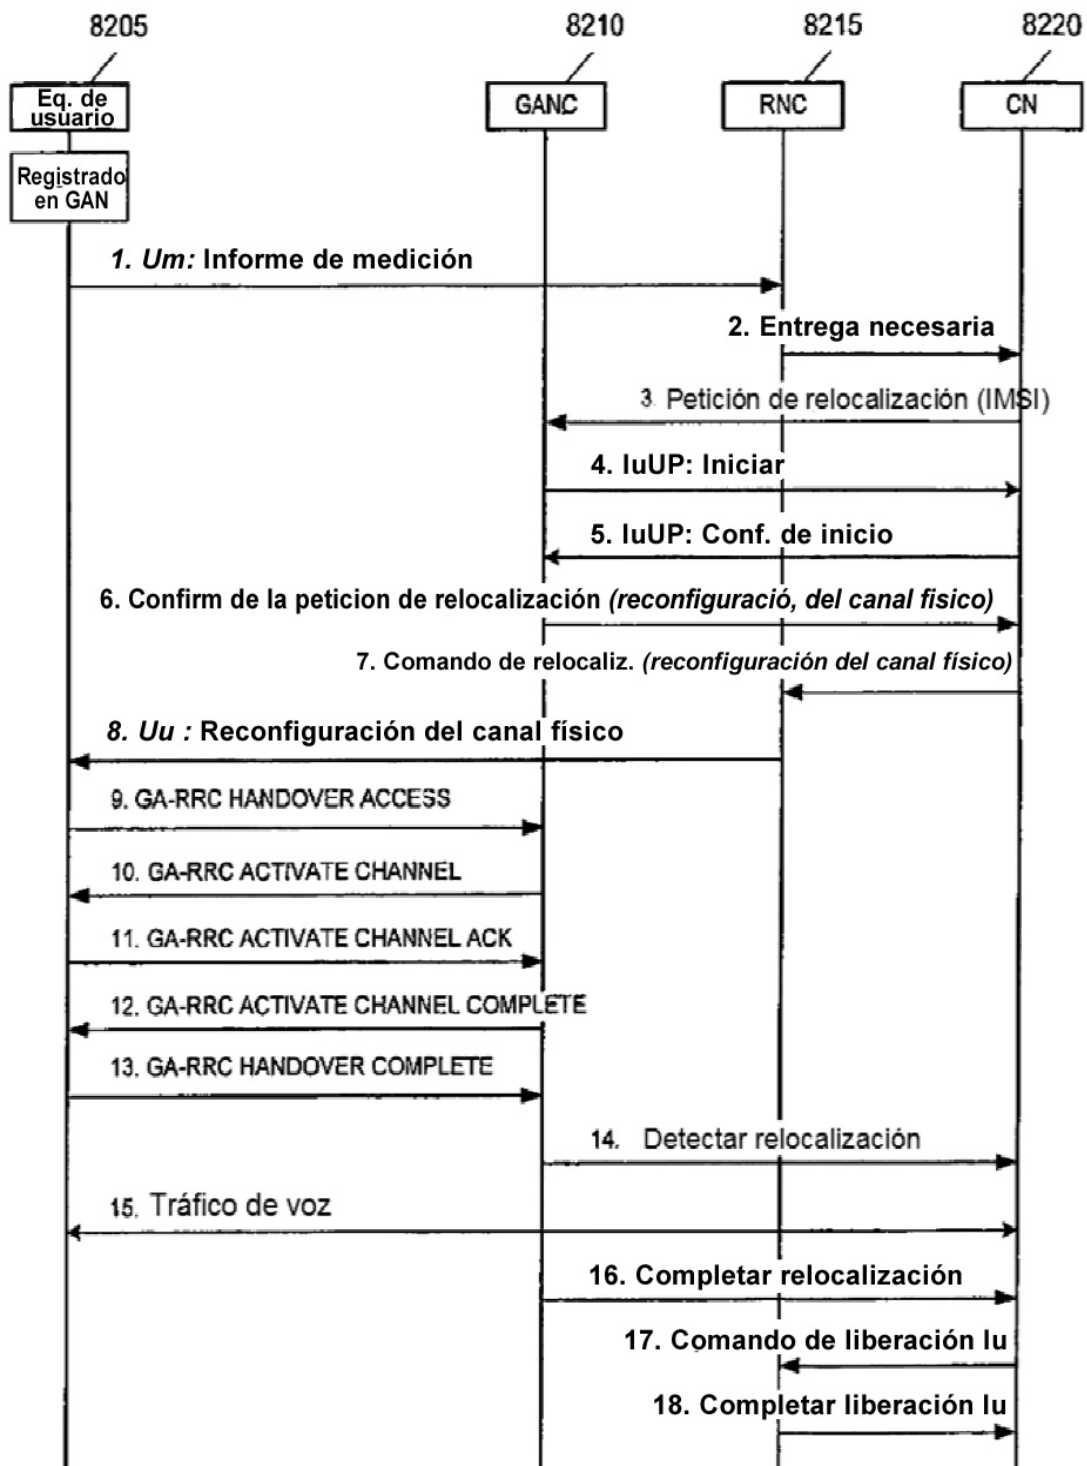 8205 8210 8215 8220
Eq. de
usuario
GANC RNC CN
Registrado
en GAN
1. Um: Informe de medición
2. Entrega necesaria
3. Petición de relocalización (IMSI)
4. IuUP: Iniciar
5. IuUP: Conf. de inicio
6. Confirm de la peticion de relocalización (reconfiguració, del canal fisico)
7. Comando de relocaliz. (reconfiguración del canal físico)
8. Uu : Reconfiguración del canal físico
9. GA-RRC HANDOVER ACCESS
10. GA-RRC ACTIVATE CHANNEL
11. GA-RRC ACTIVATE CHANNEL ACK
12. GA-RRC ACTIVATE CHANNEL COMPLETE
13. GA-RRC HANDOVER COMPLETE
14. Detectar relocalización
15. Tráfico de voz
16. Completar relocalización
17. Comando de liberación Iu
18. Completar liberación Iu